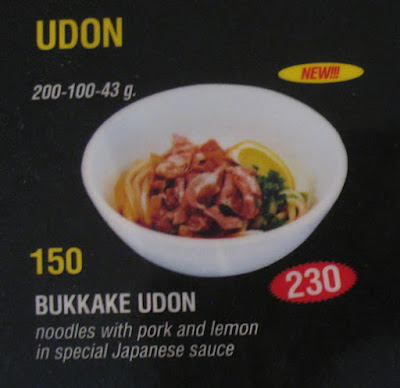 UDON
NEW!!!
200-100-43 g.
150
230
BUKKAKE UDON
noodles with pork and lemon
in special Japanese sauce